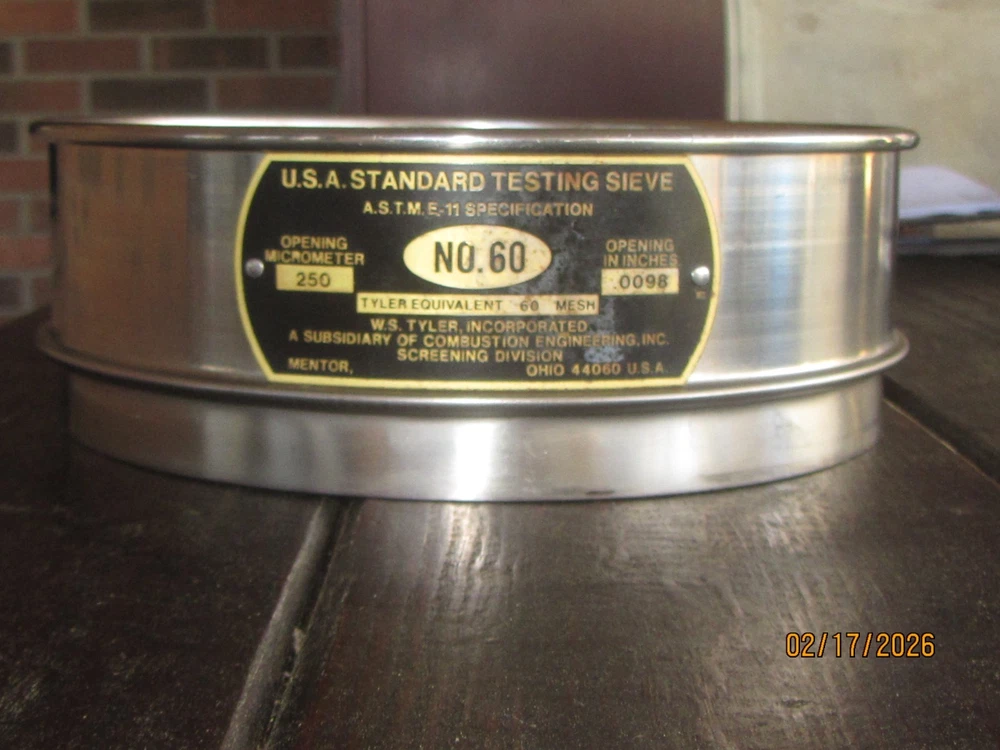 U.S.A. STANDARD TESTING SIEVE
A.S.T.M. E-11 SPECIFICATION
OPENING
MICROMETER
250
NO. 60
OPENING
IN INCHES
.0098
TYLER EQUIVALENT 60 MESH
W.S. TYLER, INCORPORATED
A SUBSIDIARY OF COMBUSTION ENGINEERING, INC.
SCREENING DIVISION
MENTOR, OHIO 44060 U.S.A.
02/17/2026